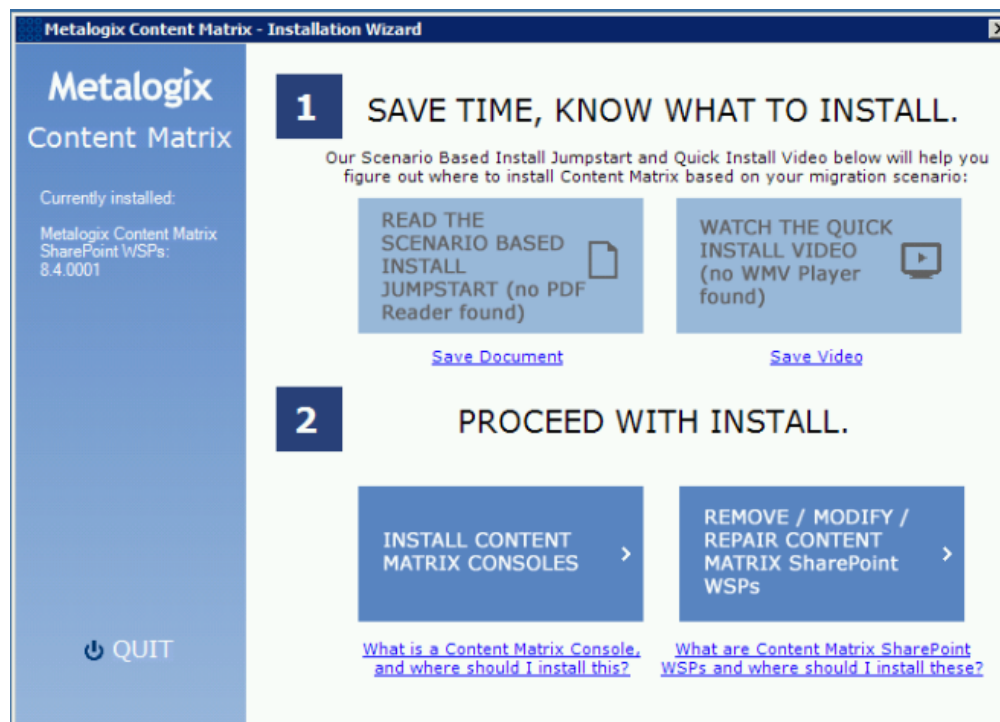 Metalogix Content Matrix - Installation Wizard
Metalogix
Content Matrix
Currently installed:
Metalogix Content Matrix
SharePoint WSPs:
8.4.0001
QUIT
1
SAVE TIME, KNOW WHAT TO INSTALL.
Our Scenario Based Install Jumpstart and Quick Install Video below will help you
figure out where to install Content Matrix based on your migration scenario:
READ THE
SCENARIO BASED
INSTALL
JUMPSTART (no PDF
Reader found)
WATCH THE QUICK
INSTALL VIDEO
(no WMV Player
found)
Save Document
Save Video
2
PROCEED WITH INSTALL.
INSTALL CONTENT
MATRIX CONSOLES
REMOVE / MODIFY /
REPAIR CONTENT
MATRIX SharePoint
WSPs
What is a Content Matrix Console,
and where should I install this?
What are Content Matrix SharePoint
WSPs and where should I install these?